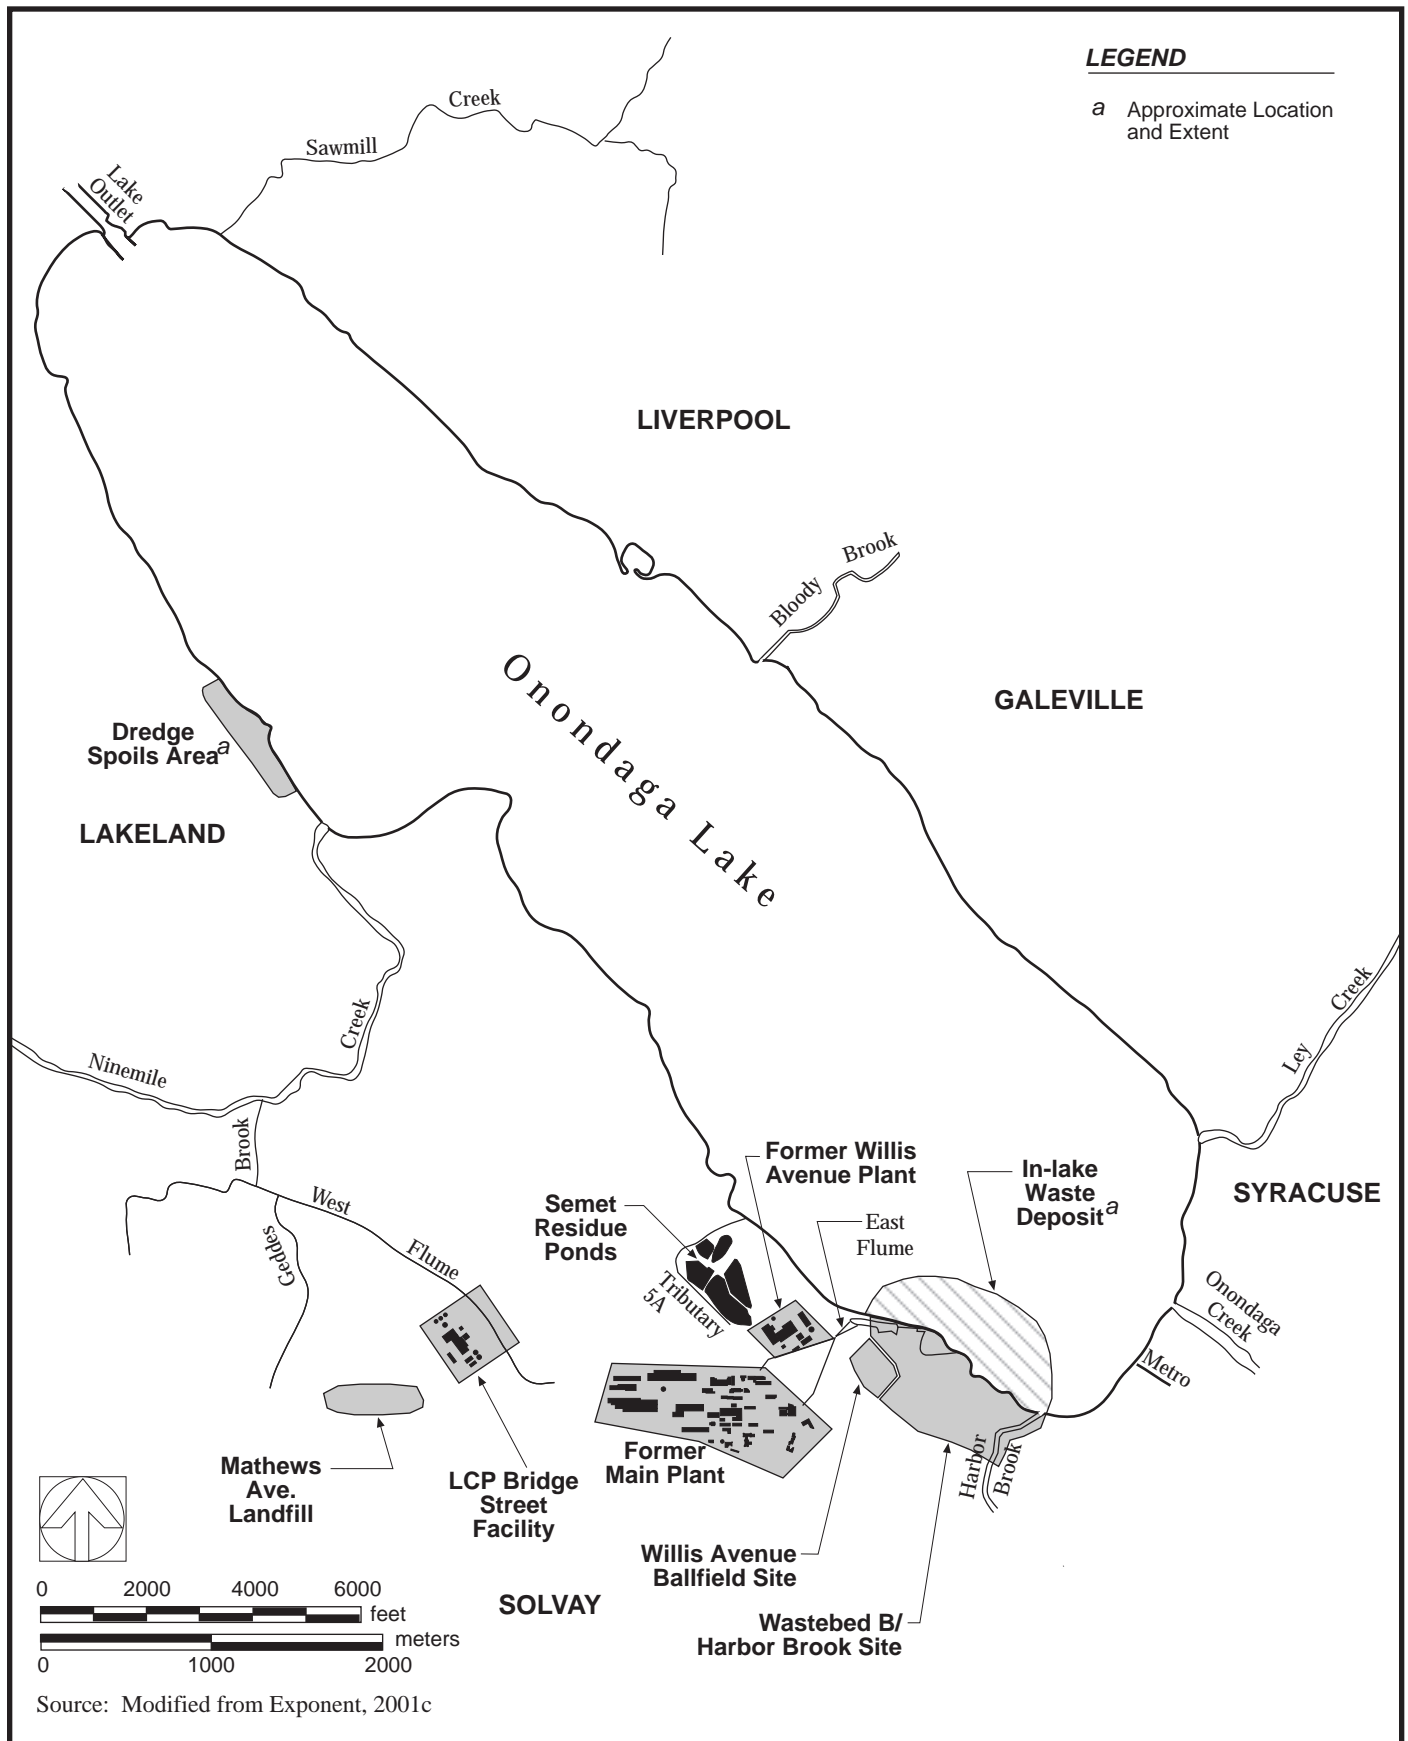 LEGEND
a Approximate Location
and Extent
Creek
Sawmill
Lake
Outlet
LIVERPOOL
Brook
Bloody
GALEVILLE
Onondaga Lake
Dredge
Spoils Area a
LAKELAND
Creek
Ninemile
Ley
Creek
Brook
West
Flume
Geddes
Former Willis
Avenue Plant
In-lake
Waste
Deposit a
SYRACUSE
Semet
Residue
Ponds
East
Flume
Tributary
5A
Onondaga
Creek
Metro
Former
Main Plant
Harbor
Brook
Mathews
Ave.
Landfill
LCP Bridge
Street
Facility
Willis Avenue
Ballfield Site
SOLVAY
Wastebed B/
Harbor Brook Site
0 2000 4000 6000
feet
meters
0 1000 2000
Source: Modified from Exponent, 2001c